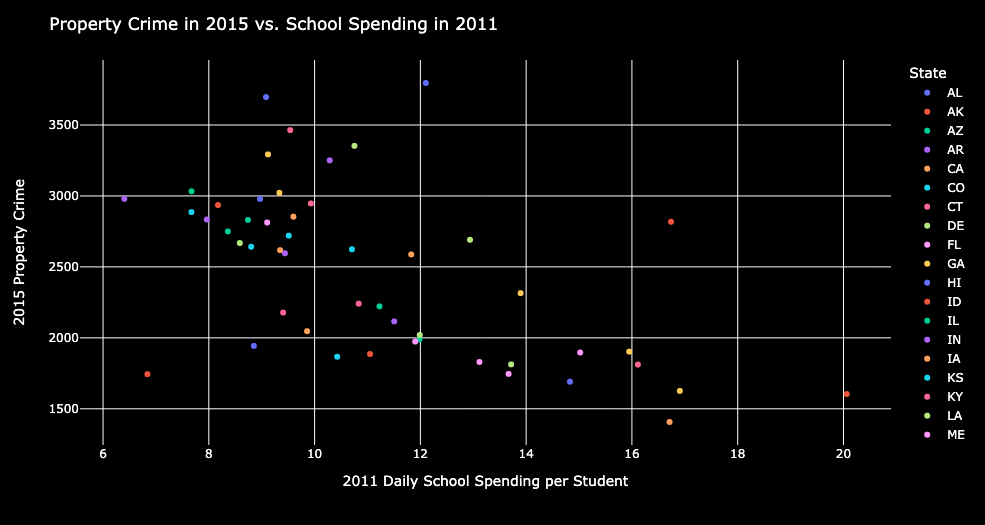 Property Crime in 2015 vs. School Spending in 2011
State
AL
AK
AZ
AR
CA
CO
CT
DE
FL
GA
HI
ID
IL
IN
IA
KS
KY
LA
ME
2015 Property Crime
3500
3000
2500
2000
1500
6 8 10 12 14 16 18 20
2011 Daily School Spending per Student